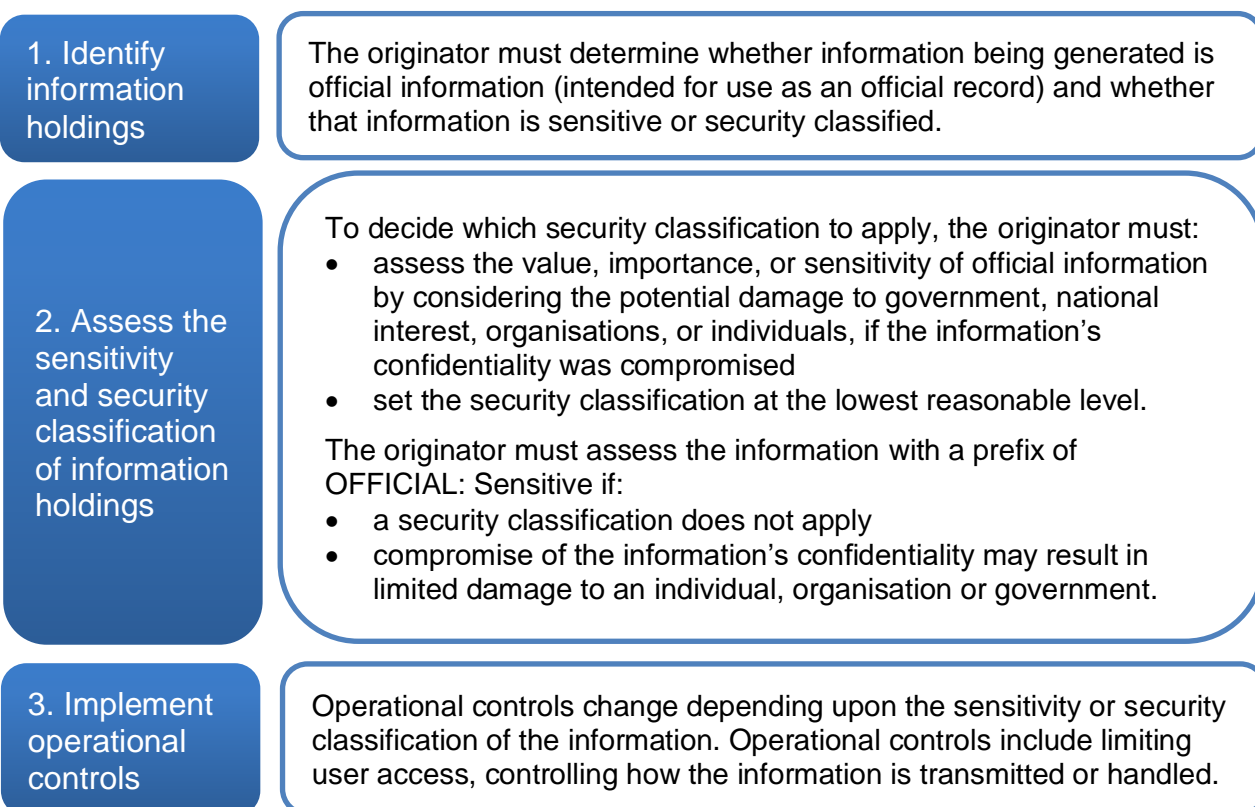 1. Identify
information
holdings
The originator must determine whether information being generated is
official information (intended for use as an official record) and whether
that information is sensitive or security classified.
2. Assess the
sensitivity
and security
classification
of information
holdings
To decide which security classification to apply, the originator must:
• assess the value, importance, or sensitivity of official information
by considering the potential damage to government, national
interest, organisations, or individuals, if the information’s
confidentiality was compromised
• set the security classification at the lowest reasonable level.
The originator must assess the information with a prefix of
OFFICIAL: Sensitive if:
• a security classification does not apply
• compromise of the information’s confidentiality may result in
limited damage to an individual, organisation or government.
3. Implement
operational
controls
Operational controls change depending upon the sensitivity or security
classification of the information. Operational controls include limiting
user access, controlling how the information is transmitted or handled.